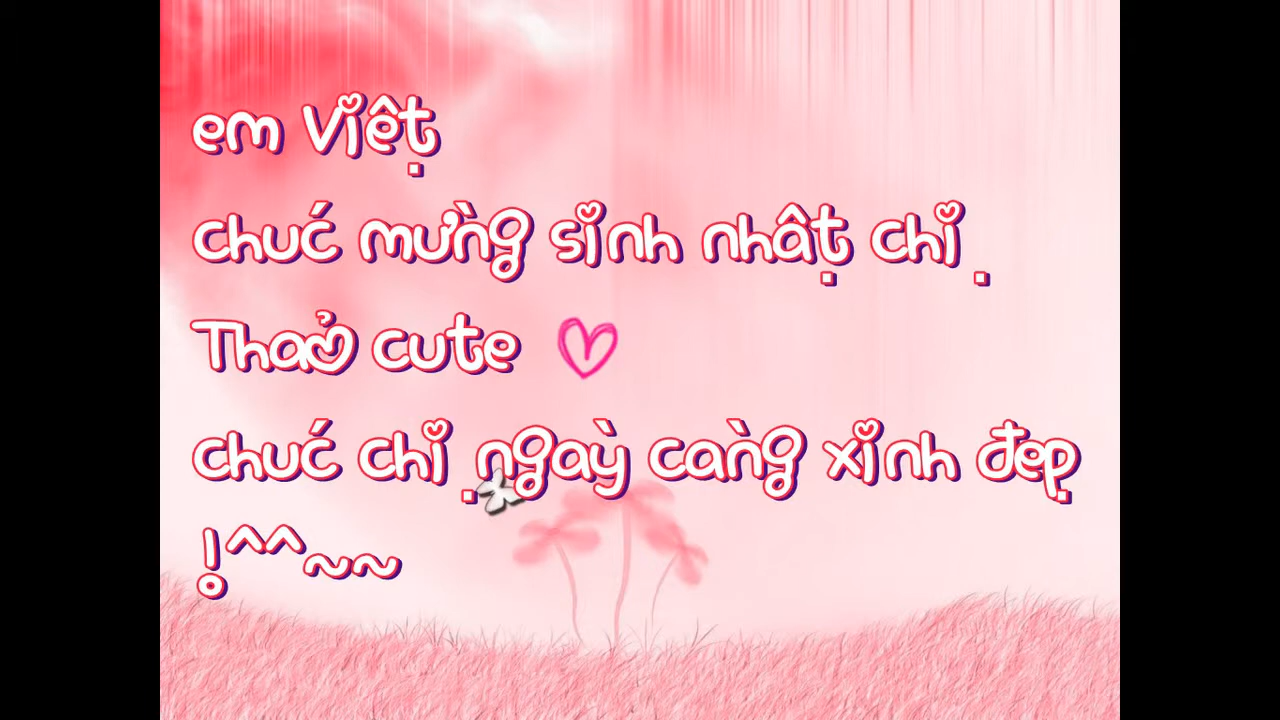 em Việt
chúc mừng sinh nhật chị
Thảo cute
chúc chị ngày càng xinh đẹp
!^^~~